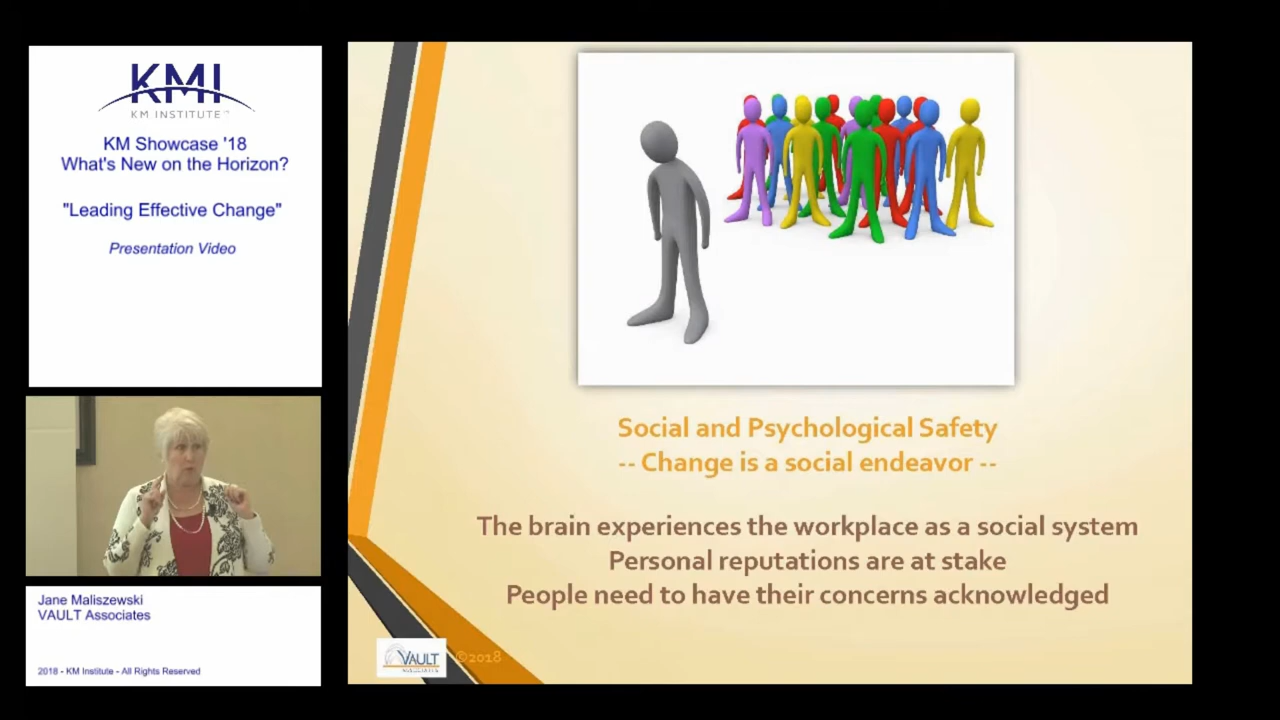 KMI
KM INSTITUTE
KM Showcase '18
What's New on the Horizon?
"Leading Effective Change"
Presentation Video
Jane Maliszewski
VAULT Associates
2018 - KM Institute - All Rights Reserved
Social and Psychological Safety
-- Change is a social endeavor --
The brain experiences the workplace as a social system
Personal reputations are at stake
People need to have their concerns acknowledged
VAULT
©2018